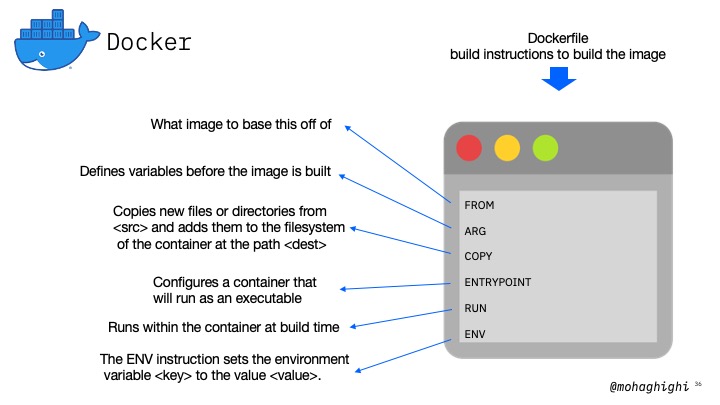 Docker
Dockerfile
build instructions to build the image
What image to base this off of
Defines variables before the image is built
Copies new files or directories from
<src> and adds them to the filesystem
of the container at the path <dest>
Configures a container that
will run as an executable
Runs within the container at build time
The ENV instruction sets the environment
variable <key> to the value <value>.
FROM
ARG
COPY
ENTRYPOINT
RUN
ENV
@mohaghighi 36